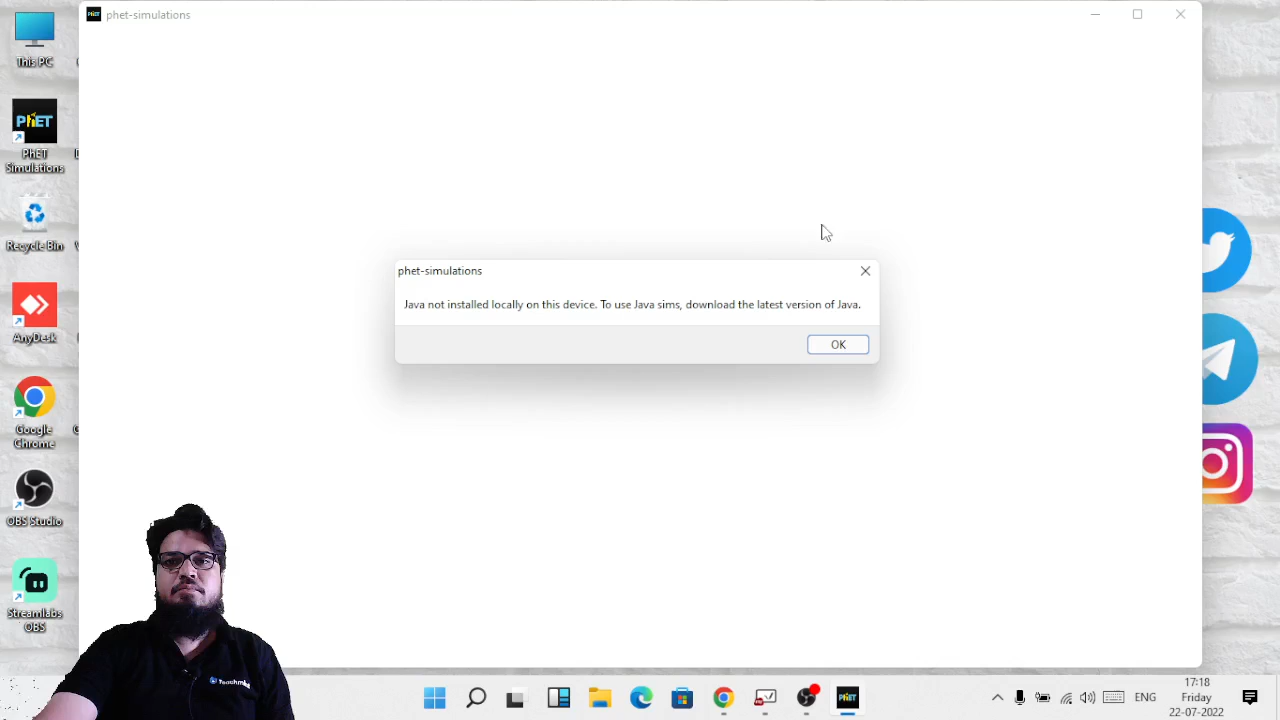 phet-simulations
This PC
PhET
PhET
Simulations
Recycle Bin
AnyDesk
Google
Chrome
OBS Studio
Streamlabs
OBS
phet-simulations
Java not installed locally on this device. To use Java sims, download the latest version of Java.
OK
ENG
17:18
Friday
22-07-2022
PhET